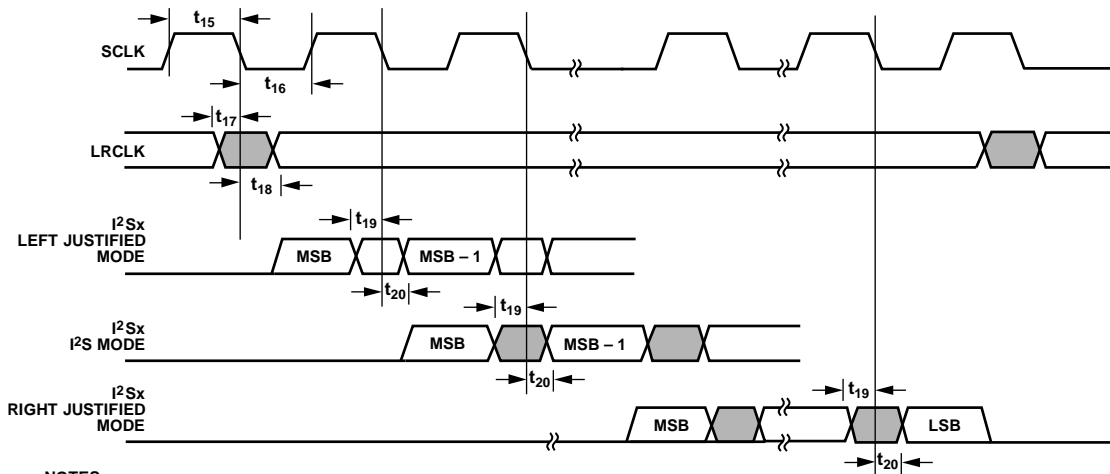 t15
SCLK
t16
t17
LRCLK
t18
I2Sx
LEFT JUSTIFIED
MODE
t19
MSB
MSB – 1
t20
I2Sx
I2S MODE
t19
MSB
MSB – 1
t20
I2Sx
RIGHT JUSTIFIED
MODE
t19
MSB
LSB
t20